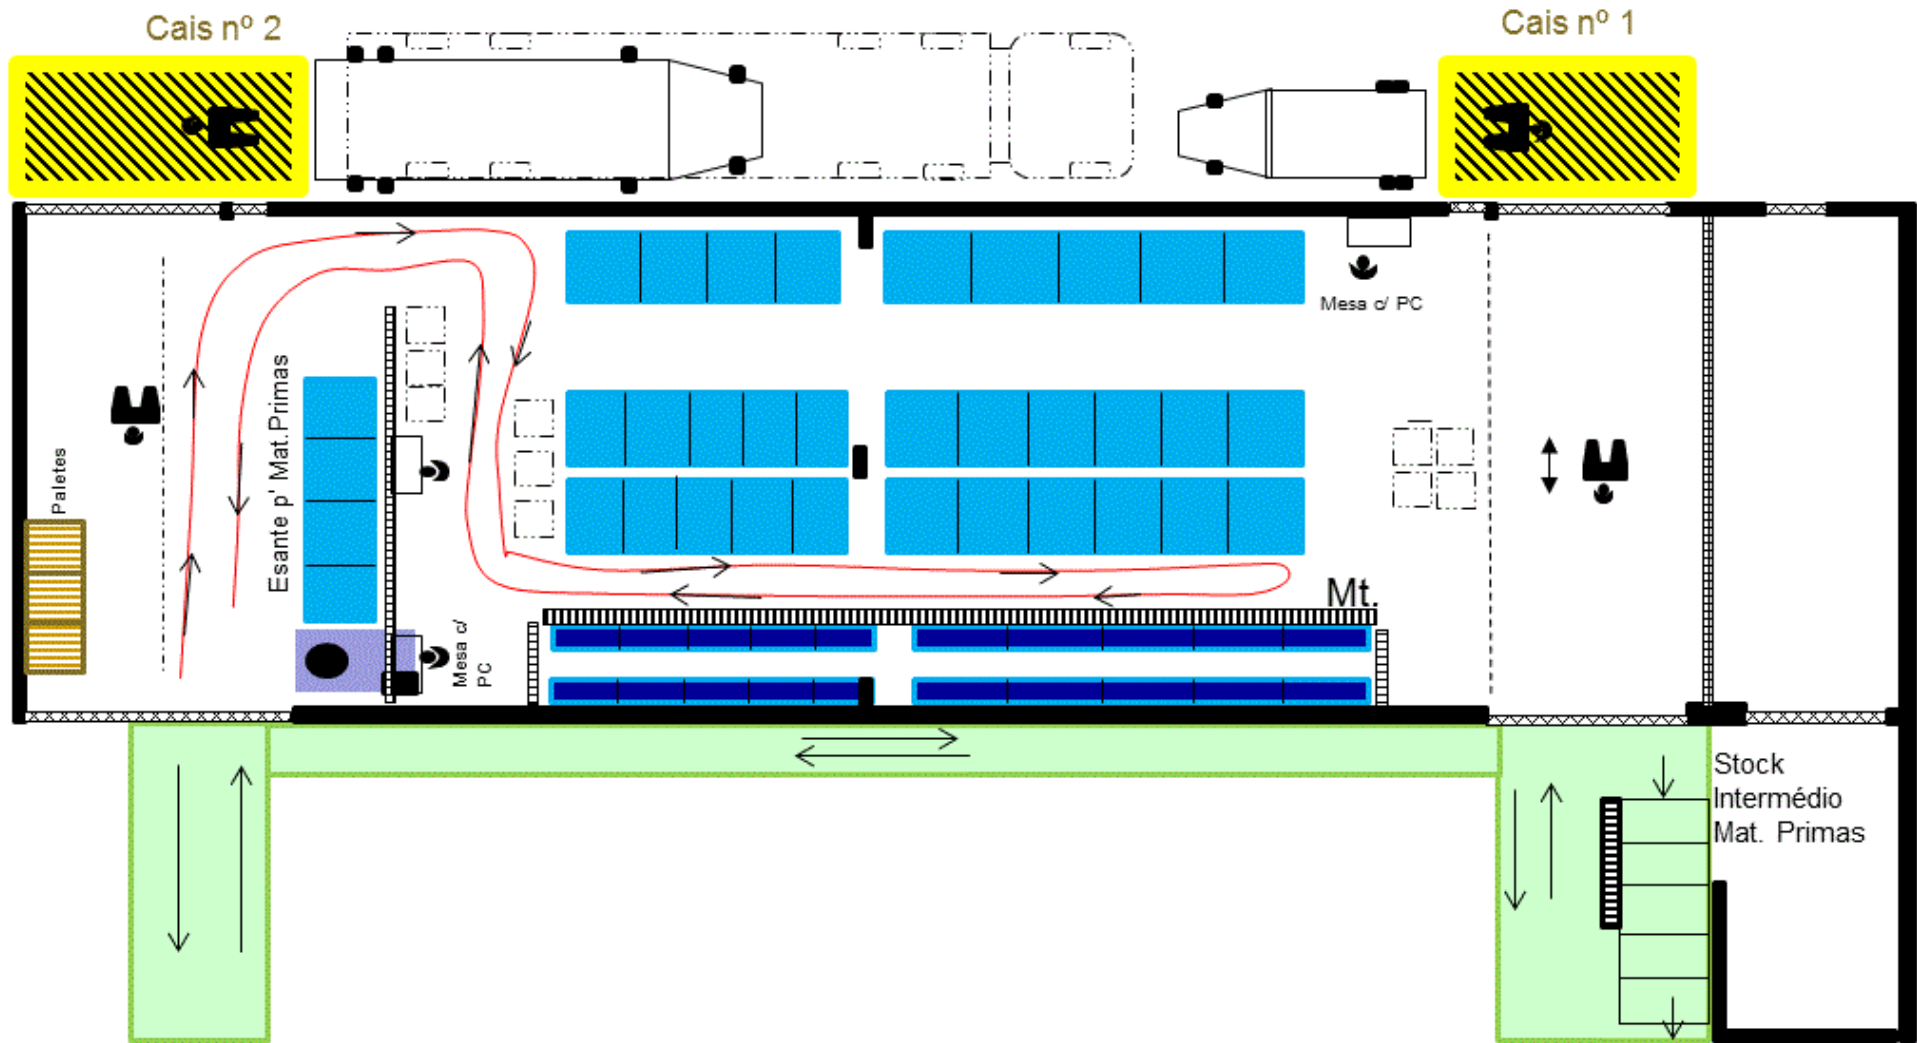 Cais nº 2
Cais nº 1
Mesa c/ PC
Esante p' Mat.Primas
Paletes
Mt.
Mesa c/
PC
Stock
Intermédio
Mat. Primas